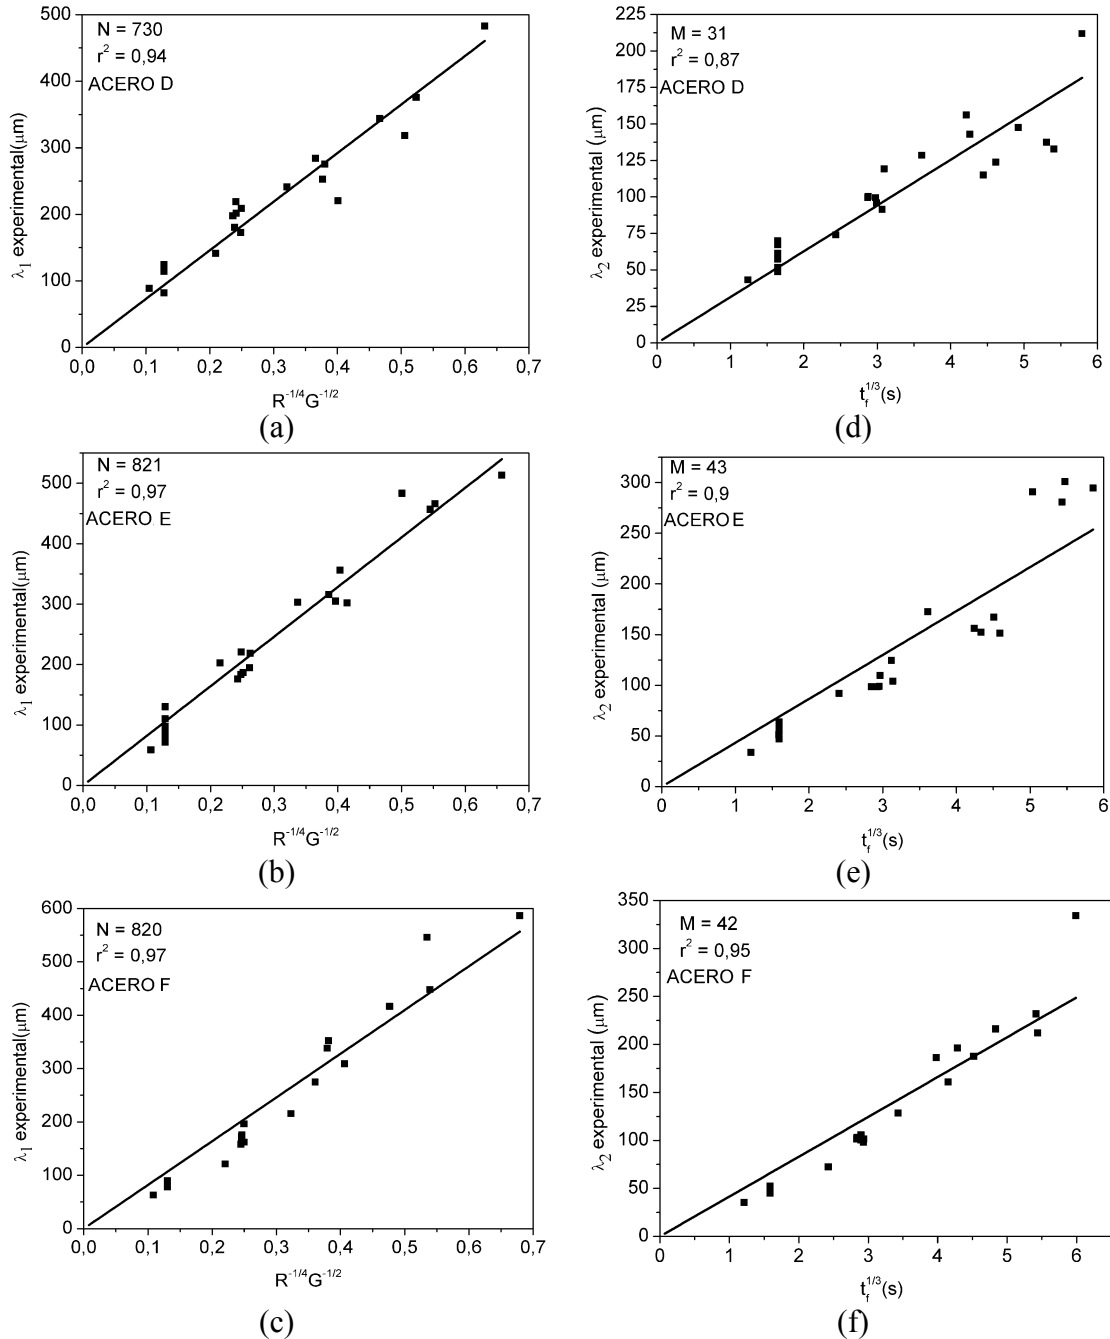 N = 730
r² = 0,94
ACERO D
λ₁ experimental(μm)
500
400
300
200
100
0
0,0 0,1 0,2 0,3 0,4 0,5 0,6 0,7
R⁻¹/⁴G⁻¹/²
(a)
M = 31
r² = 0,87
ACERO D
λ₂ experimental (μm)
225
200
175
150
125
100
75
50
25
0
0 1 2 3 4 5 6
t_f^1/3(s)
(d)
N = 821
r² = 0,97
ACERO E
λ₁ experimental(μm)
500
400
300
200
100
0
0,0 0,1 0,2 0,3 0,4 0,5 0,6 0,7
R⁻¹/⁴G⁻¹/²
(b)
M = 43
r² = 0,9
ACERO E
λ₂ experimental (μm)
300
250
200
150
100
50
0
0 1 2 3 4 5 6
t_f^1/3(s)
(e)
N = 820
r² = 0,97
ACERO F
λ₁ experimental(μm)
600
500
400
300
200
100
0
0,0 0,1 0,2 0,3 0,4 0,5 0,6 0,7
R⁻¹/⁴G⁻¹/²
(c)
M = 42
r² = 0,95
ACERO F
λ₂ experimental (μm)
350
300
250
200
150
100
50
0
0 1 2 3 4 5 6
t_f^1/3(s)
(f)